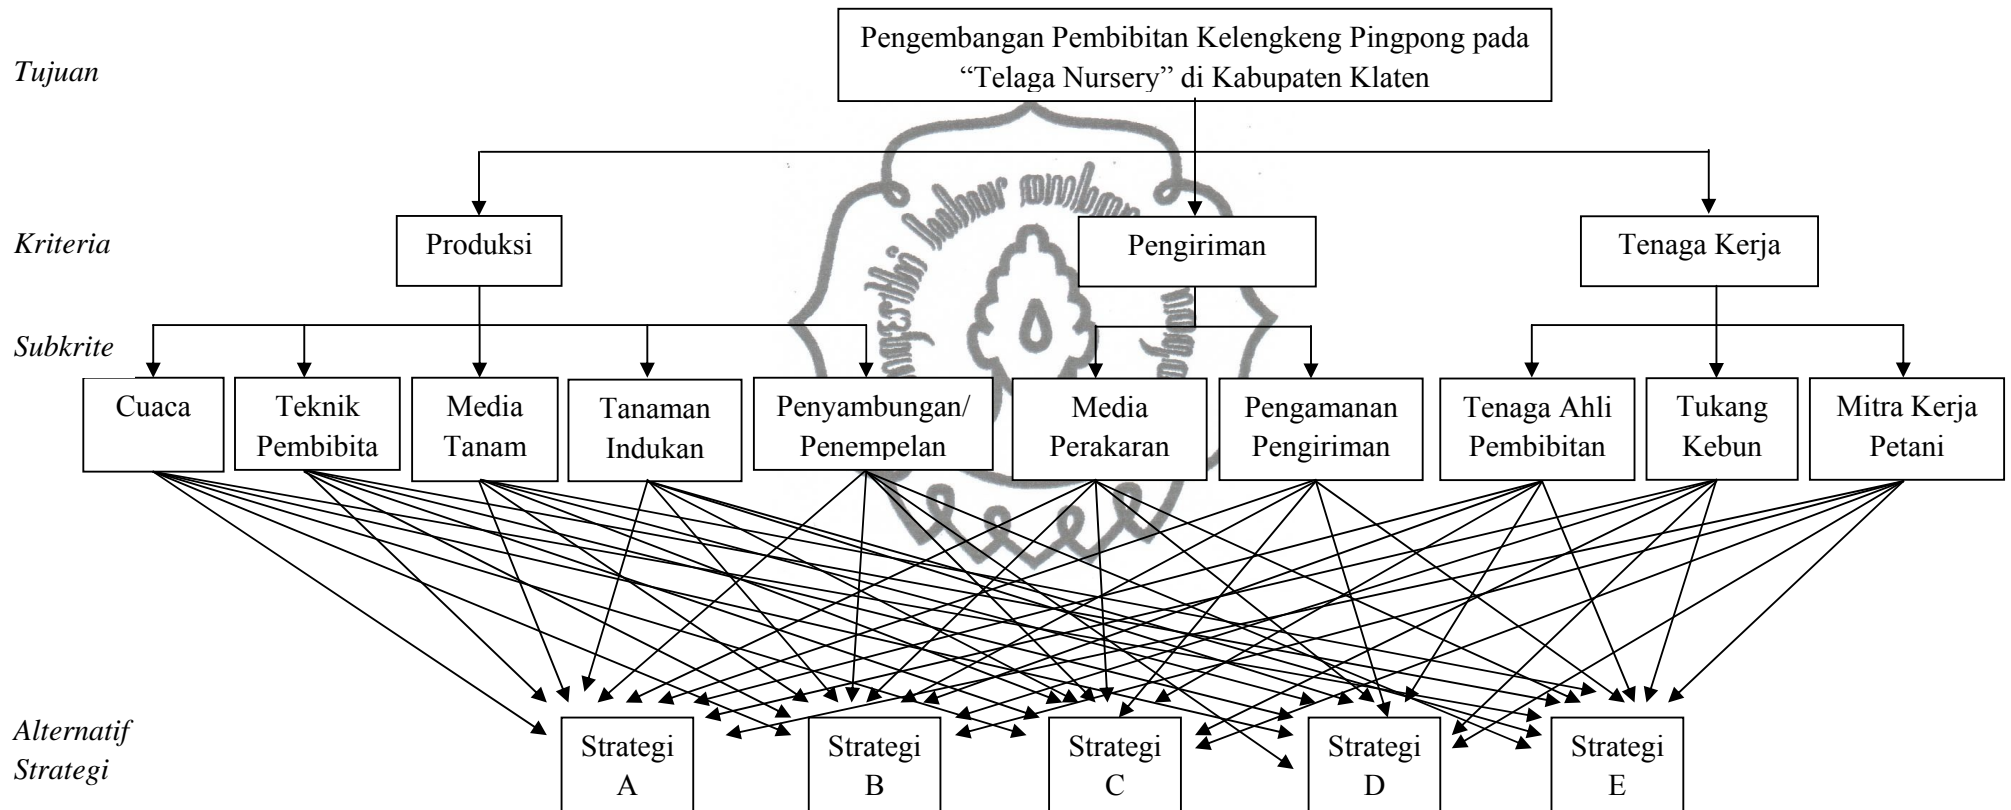 Pengembangan Pembibitan Kelengkeng Pingpong pada
“Telaga Nursery” di Kabupaten Klaten
Tujuan
Kriteria
Produksi
Pengiriman
Tenaga Kerja
Subkrite
Cuaca
Teknik
Pembibita
Media
Tanam
Tanaman
Indukan
Penyambungan/
Penempelan
Media
Perakaran
Pengamanan
Pengiriman
Tenaga Ahli
Pembibitan
Tukang
Kebun
Mitra Kerja
Petani
Alternatif
Strategi
Strategi
A
Strategi
B
Strategi
C
Strategi
D
Strategi
E